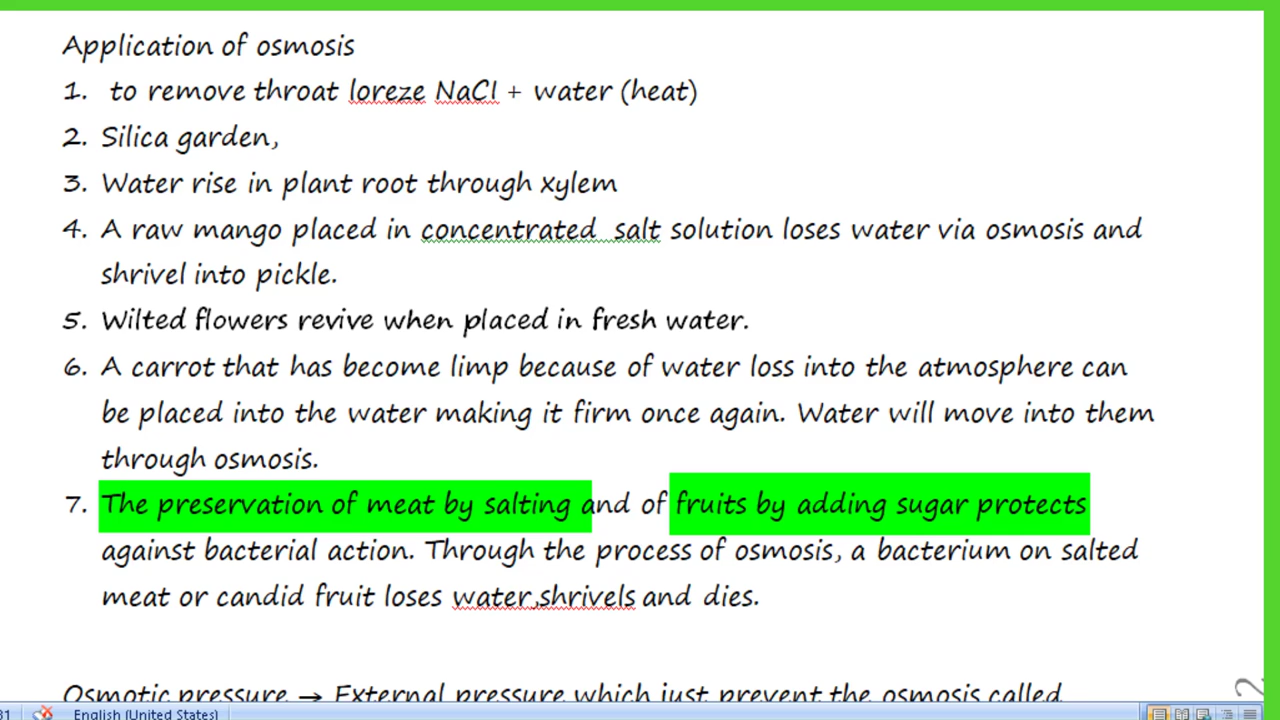 Application of osmosis
1. to remove throat loreze NaCl + water (heat)
2. Silica garden,
3. Water rise in plant root through xylem
4. A raw mango placed in concentrated salt solution loses water via osmosis and
shrivel into pickle.
5. Wilted flowers revive when placed in fresh water.
6. A carrot that has become limp because of water loss into the atmosphere can
be placed into the water making it firm once again. Water will move into them
through osmosis.
7. The preservation of meat by salting and of fruits by adding sugar protects
against bacterial action. Through the process of osmosis, a bacterium on salted
meat or candid fruit loses water,shrivels and dies.
Osmotic pressure → External pressure which just prevent the osmosis called
31 English (United States)